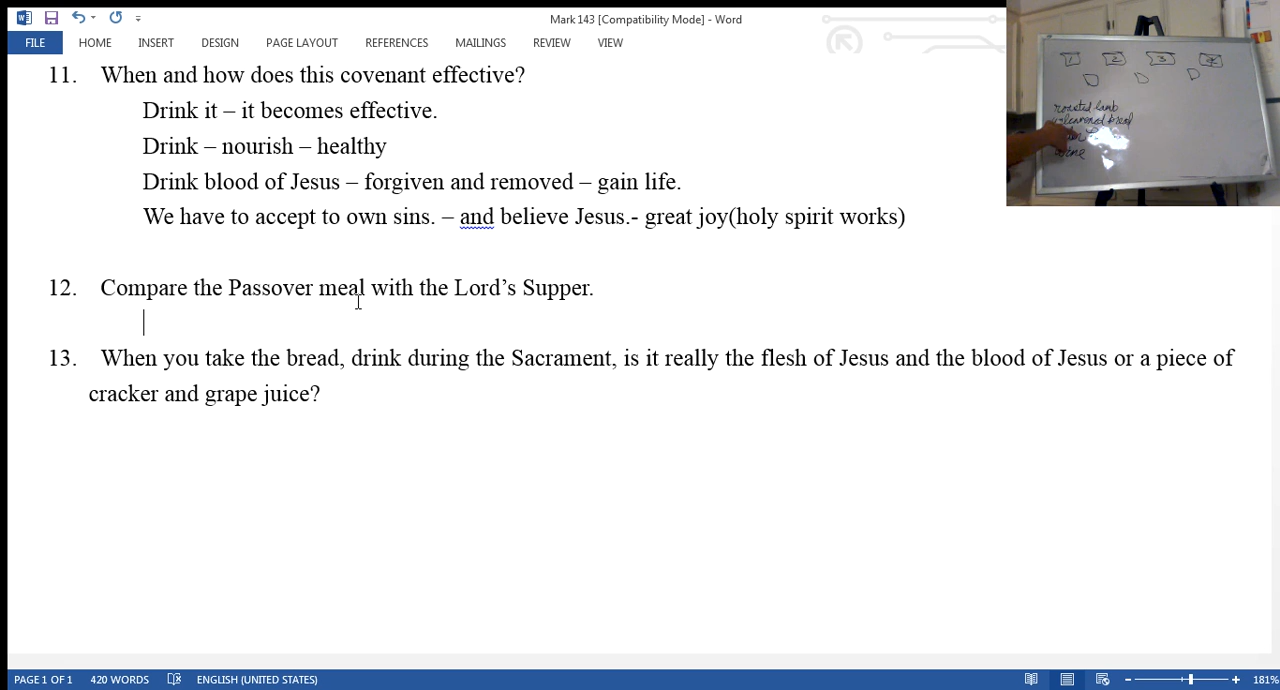 Mark 143 [Compatibility Mode] - Word
FILE HOME INSERT DESIGN PAGE LAYOUT REFERENCES MAILINGS REVIEW VIEW
11. When and how does this covenant effective?
Drink it – it becomes effective.
Drink – nourish – healthy
Drink blood of Jesus – forgiven and removed – gain life.
We have to accept to own sins. – and believe Jesus.- great joy(holy spirit works)
12. Compare the Passover meal with the Lord’s Supper.
13. When you take the bread, drink during the Sacrament, is it really the flesh of Jesus and the blood of Jesus or a piece of
cracker and grape juice?
1 2 3 4
roasted lamb
bread
PAGE 1 OF 1 420 WORDS ENGLISH (UNITED STATES) 181%